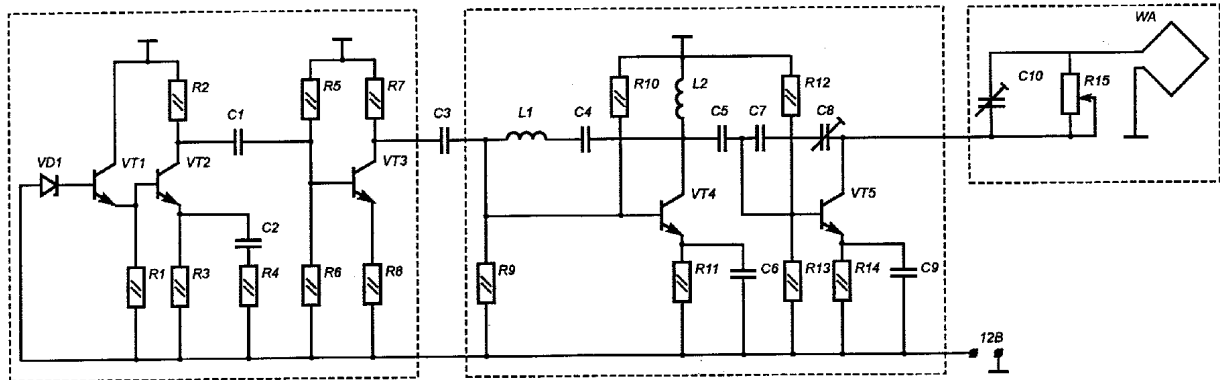 WA
R2
R5
R7
R10
L2
R12
C10
R15
C1
C3
L1
C4
C5
C7
C8
VD1
VT1
VT2
VT3
VT4
VT5
C2
R1
R3
R4
R6
R8
R9
R11
C6
R13
R14
C9
12В